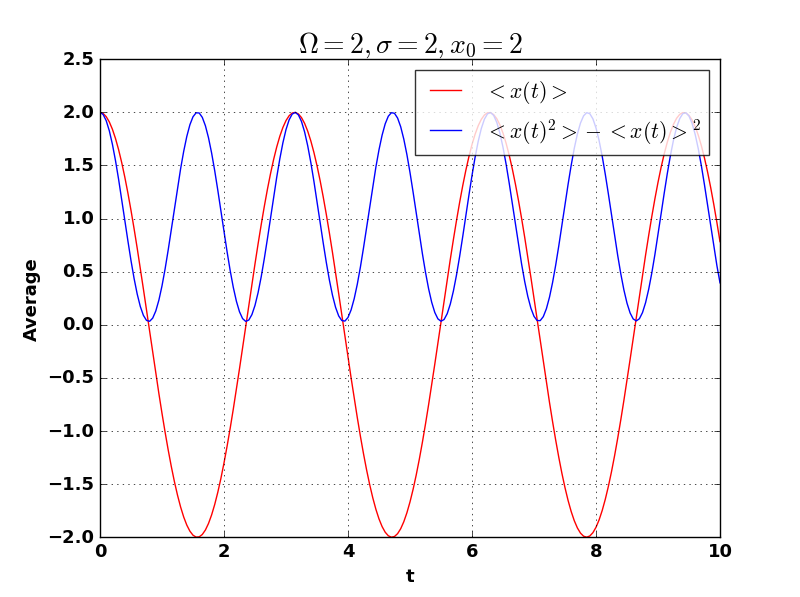 Ω = 2, σ = 2, x₀ = 2
< x(t) >
< x(t)² > − < x(t) >²
2.5
2.0
1.5
1.0
0.5
0.0
−0.5
−1.0
−1.5
−2.0
Average
0 2 4 6 8 10
t